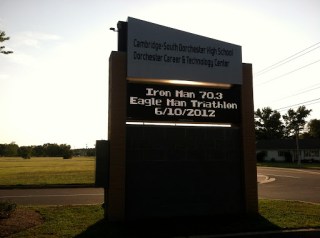 Cambridge-South Dorchester High School
Dorchester Career & Technology Center
Iron Man 70.3
Eagle Man Triathlon
6/10/2012